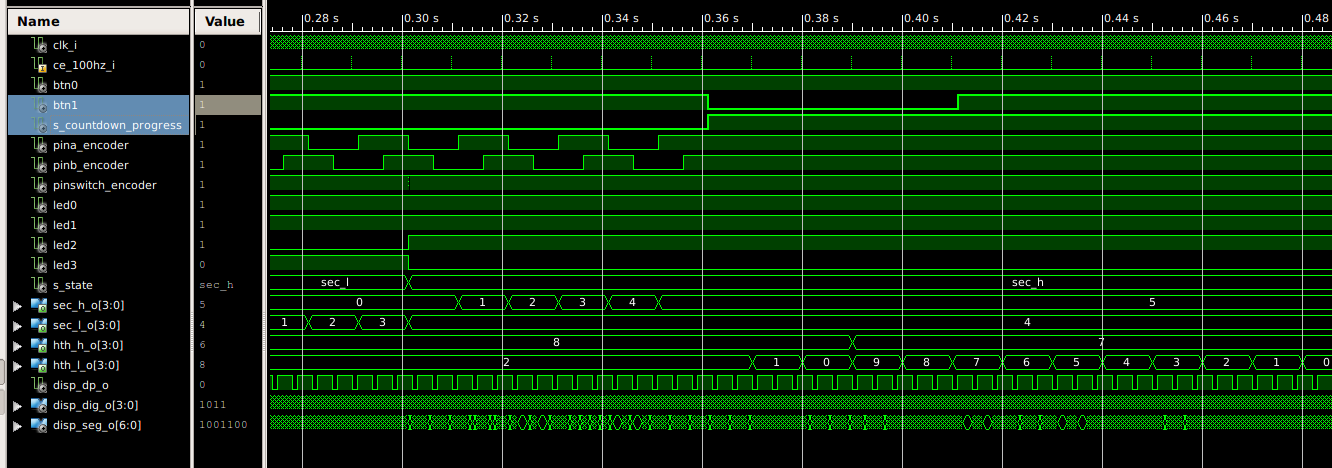 Name Value 0.28 s 0.30 s 0.32 s 0.34 s 0.36 s 0.38 s 0.40 s 0.42 s 0.44 s 0.46 s 0.48
clk_i 0
ce_100hz_i 0
btn0 1
btn1 1
s_countdown_progress 1
pina_encoder 1
pinb_encoder 1
pinswitch_encoder 1
led0 1
led1 1
led2 1
led3 0
s_state sec_h sec_l sec_h
sec_h_o[3:0] 5 0 1 2 3 4 5
sec_l_o[3:0] 4 1 2 3 4
hth_h_o[3:0] 6 8 7
hth_l_o[3:0] 8 2 1 0 9 8 7 6 5 4 3 2 1 0
disp_dp_o 0
disp_dig_o[3:0] 1011
disp_seg_o[6:0] 1001100